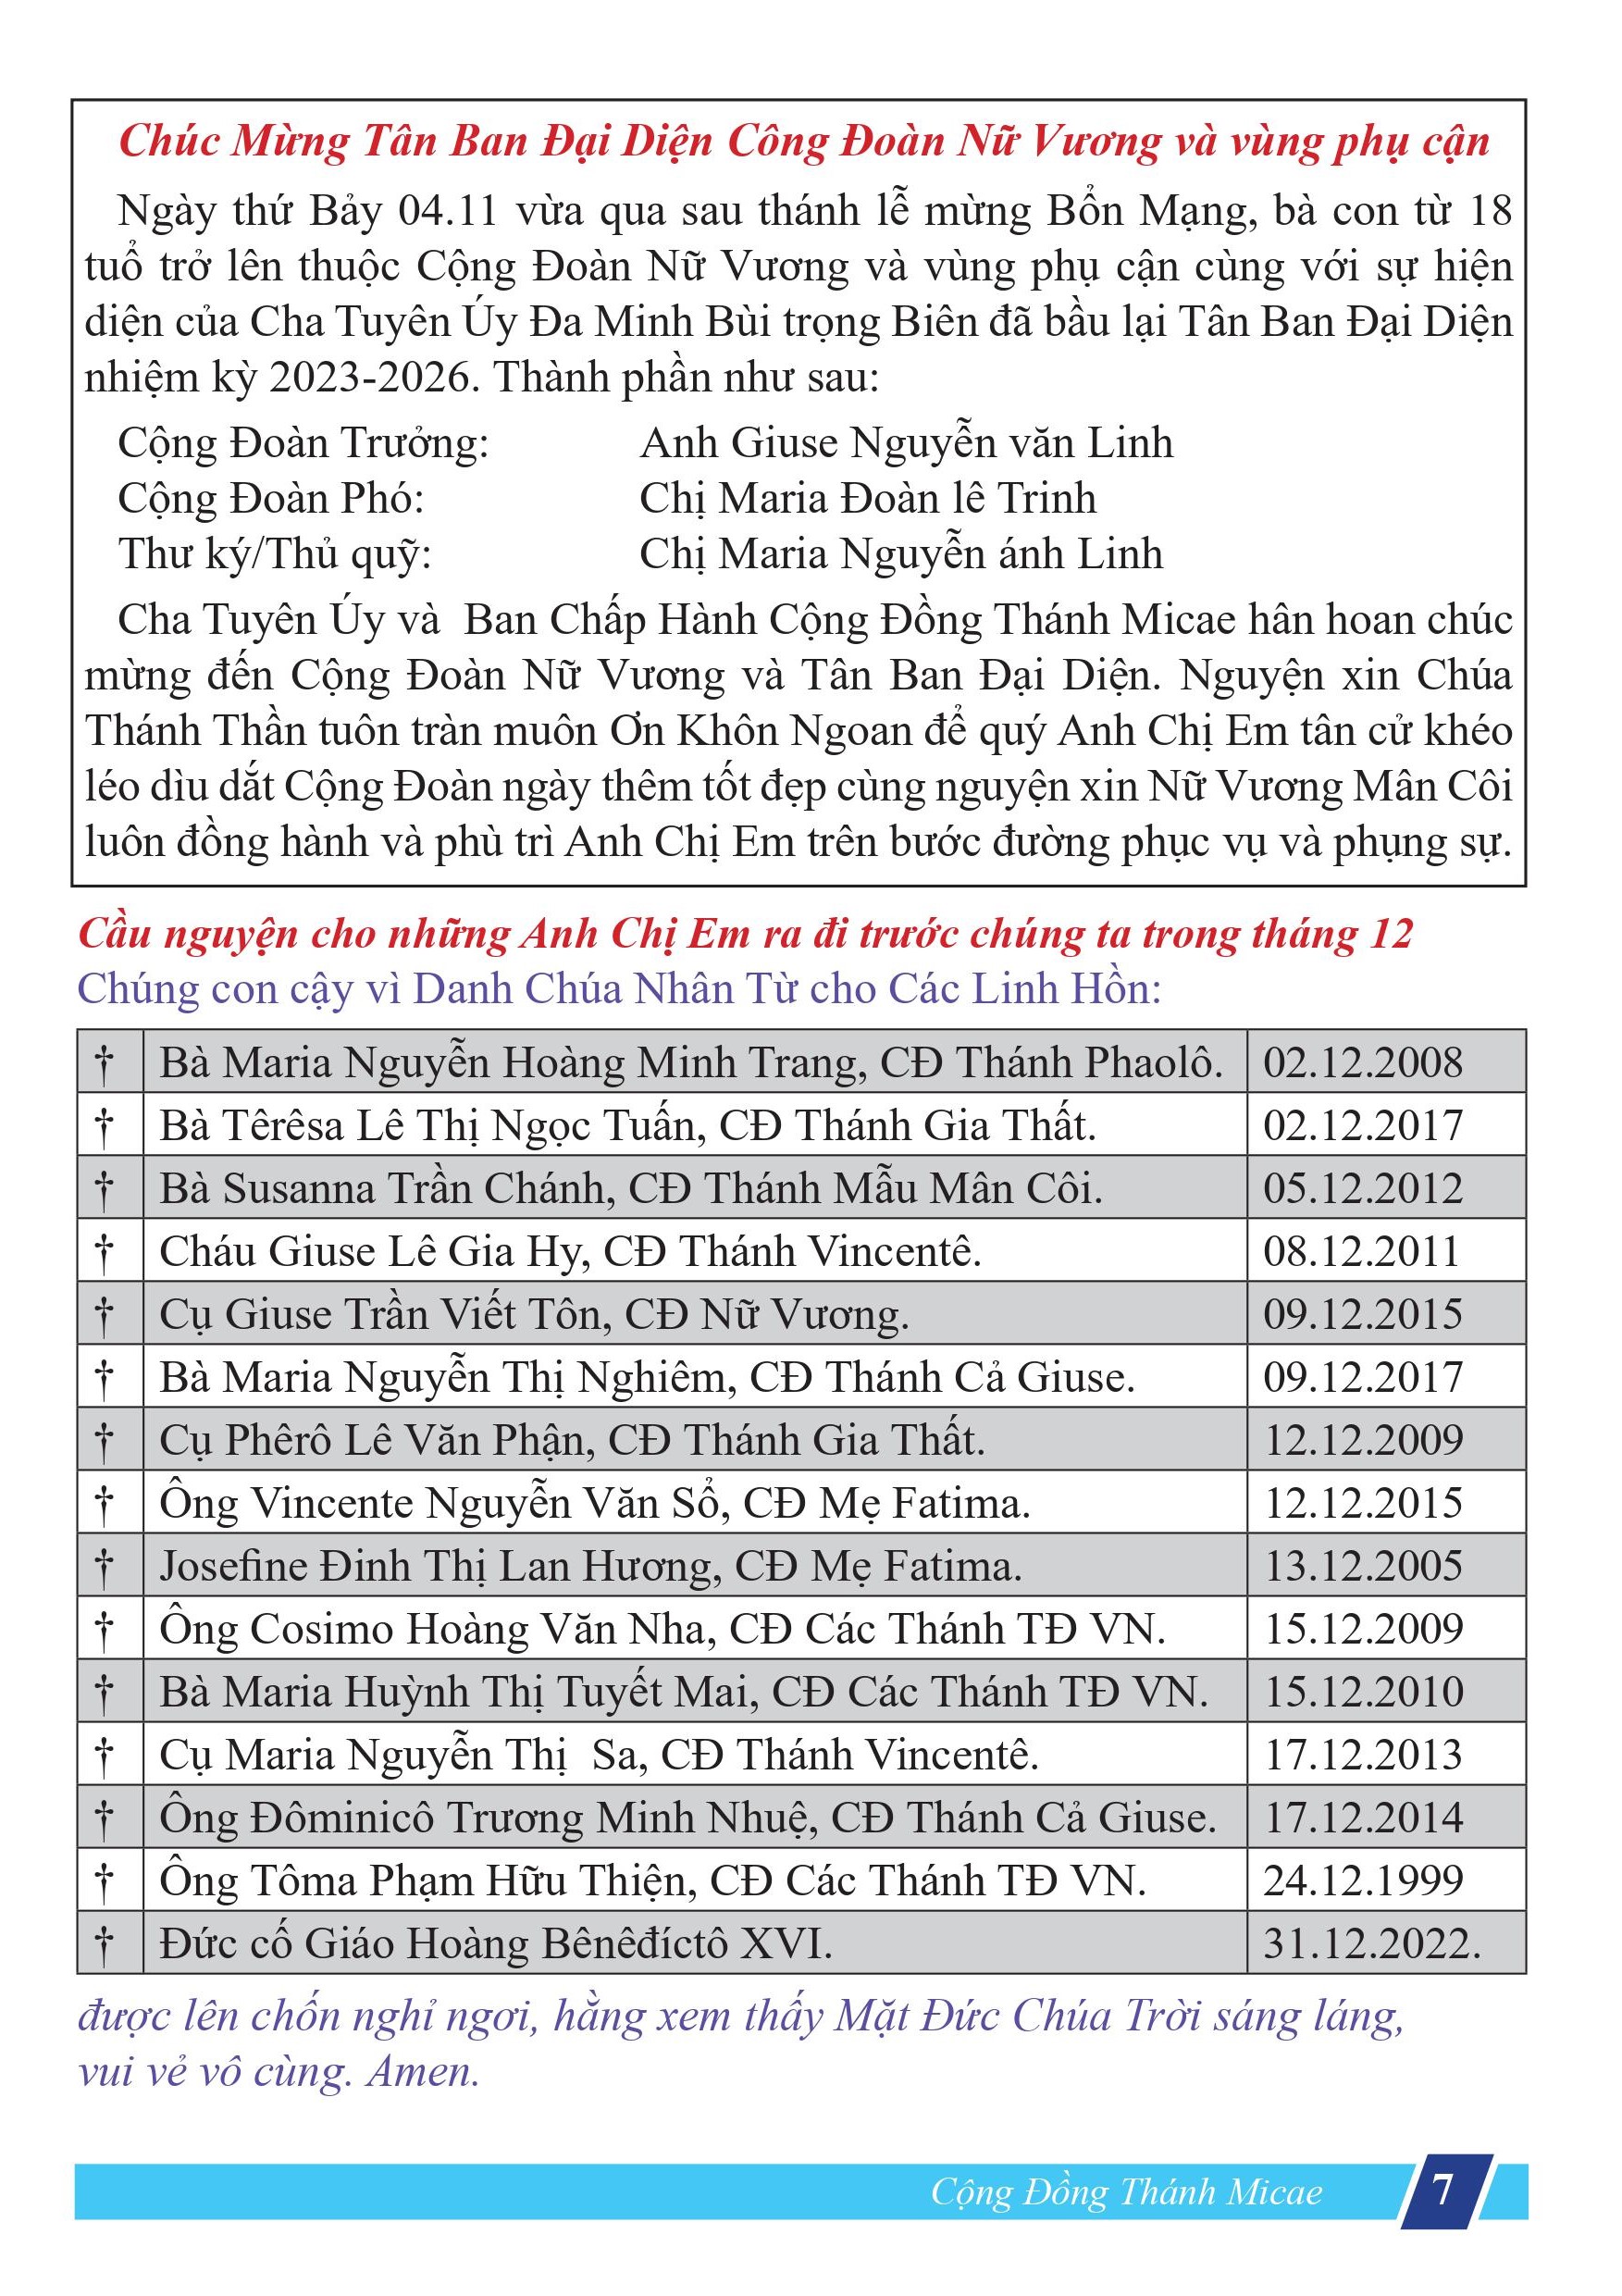 Chúc Mừng Tân Ban Đại Diện Công Đoàn Nữ Vương và vùng phụ cận
Ngày thứ Bảy 04.11 vừa qua sau thánh lễ mừng Bổn Mạng, bà con từ 18
tuổ trở lên thuộc Cộng Đoàn Nữ Vương và vùng phụ cận cùng với sự hiện
diện của Cha Tuyên Úy Đa Minh Bùi trọng Biên đã bầu lại Tân Ban Đại Diện
nhiệm kỳ 2023-2026. Thành phần như sau:
Cộng Đoàn Trưởng: Anh Giuse Nguyễn văn Linh
Cộng Đoàn Phó: Chị Maria Đoàn lê Trinh
Thư ký/Thủ quỹ: Chị Maria Nguyễn ánh Linh
Cha Tuyên Úy và  Ban Chấp Hành Cộng Đồng Thánh Micae hân hoan chúc
mừng đến Cộng Đoàn Nữ Vương và Tân Ban Đại Diện. Nguyện xin Chúa
Thánh Thần tuôn tràn muôn Ơn Khôn Ngoan để quý Anh Chị Em tân cử khéo
léo dìu dắt Cộng Đoàn ngày thêm tốt đẹp cùng nguyện xin Nữ Vương Mân Côi
luôn đồng hành và phù trì Anh Chị Em trên bước đường phục vụ và phụng sự.
Cầu nguyện cho những Anh Chị Em ra đi trước chúng ta trong tháng 12
Chúng con cậy vì Danh Chúa Nhân Từ cho Các Linh Hồn:
† Bà Maria Nguyễn Hoàng Minh Trang, CĐ Thánh Phaolô. 02.12.2008
† Bà Têrêsa Lê Thị Ngọc Tuấn, CĐ Thánh Gia Thất. 02.12.2017
† Bà Susanna Trần Chánh, CĐ Thánh Mẫu Mân Côi. 05.12.2012
† Cháu Giuse Lê Gia Hy, CĐ Thánh Vincentê. 08.12.2011
† Cụ Giuse Trần Viết Tôn, CĐ Nữ Vương. 09.12.2015
† Bà Maria Nguyễn Thị Nghiêm, CĐ Thánh Cả Giuse. 09.12.2017
† Cụ Phêrô Lê Văn Phận, CĐ Thánh Gia Thất. 12.12.2009
† Ông Vincente Nguyễn Văn Sổ, CĐ Mẹ Fatima. 12.12.2015
† Josefine Đinh Thị Lan Hương, CĐ Mẹ Fatima. 13.12.2005
† Ông Cosimo Hoàng Văn Nha, CĐ Các Thánh TĐ VN. 15.12.2009
† Bà Maria Huỳnh Thị Tuyết Mai, CĐ Các Thánh TĐ VN. 15.12.2010
† Cụ Maria Nguyễn Thị  Sa, CĐ Thánh Vincentê. 17.12.2013
† Ông Đôminicô Trương Minh Nhuệ, CĐ Thánh Cả Giuse. 17.12.2014
† Ông Tôma Phạm Hữu Thiện, CĐ Các Thánh TĐ VN. 24.12.1999
† Đức cố Giáo Hoàng Bênêđíctô XVI. 31.12.2022.
được lên chốn nghỉ ngơi, hằng xem thấy Mặt Đức Chúa Trời sáng láng,
vui vẻ vô cùng. Amen.
Cộng Đồng Thánh Micae 7